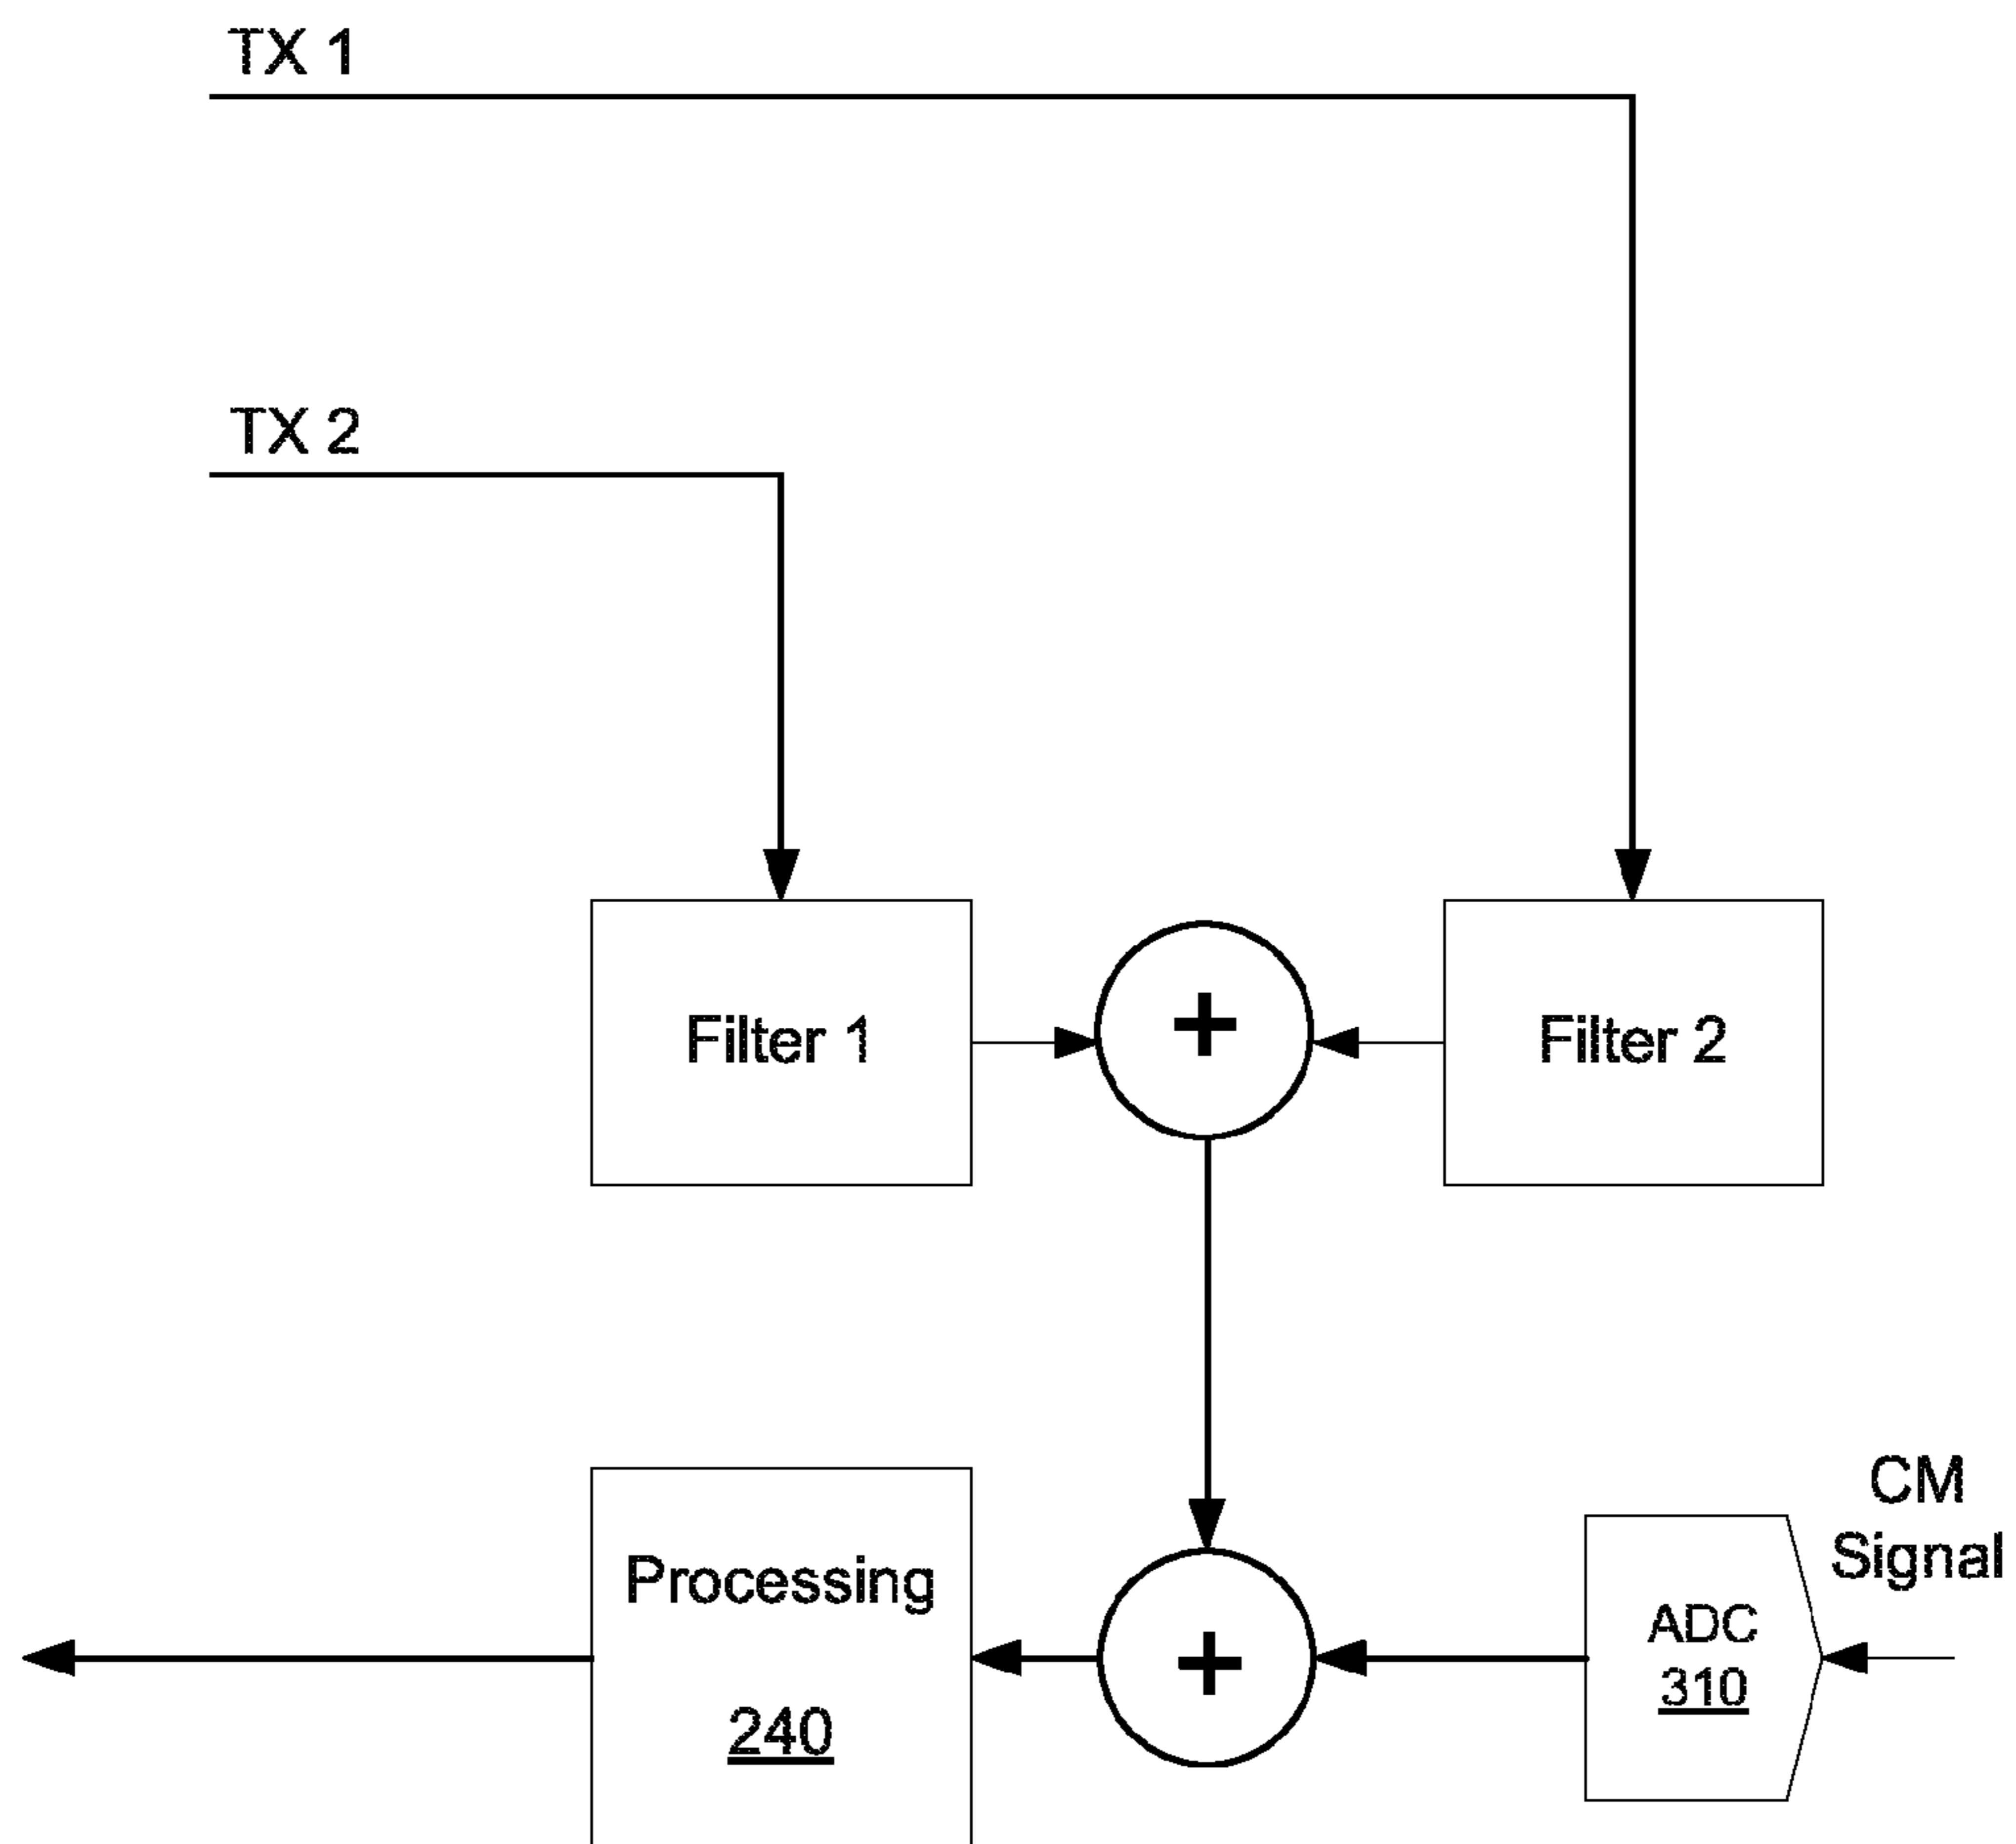 TX 1
TX 2
Filter 1
+
Filter 2
CM
Signal
Processing
240
+
ADC
310